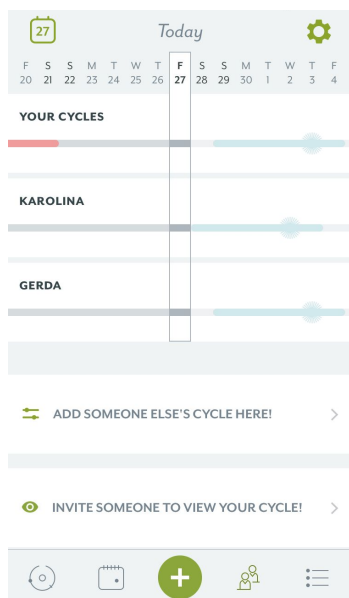 27
Today
F S S M T W T F S S M T W T F
20 21 22 23 24 25 26 27 28 29 30 1 2 3 4
YOUR CYCLES
KAROLINA
GERDA
ADD SOMEONE ELSE'S CYCLE HERE!
INVITE SOMEONE TO VIEW YOUR CYCLE!